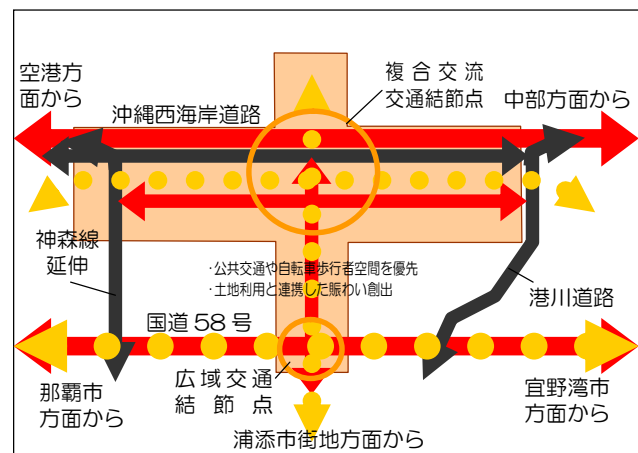 空港方
面から
沖縄西海岸道路
複合交流
交通結節点
中部方面から
神森線
延伸
・公共交通や自転車歩行者空間を優先
・土地利用と連携した賑わい創出
港川道路
国道58号
那覇市
方面から
広域交通
結節点
宜野湾市
方面から
浦添市街地方面から